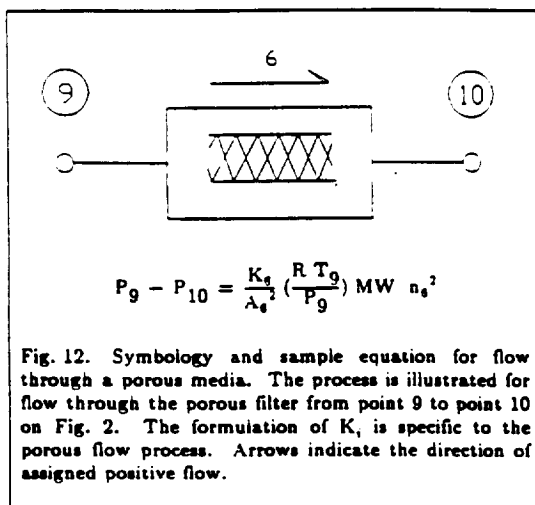 6
9 10
P₉ − P₁₀ = K₆/A₆² (R T₉/P₉) MW n₆²
Fig. 12. Symbology and sample equation for flow
through a porous media. The process is illustrated for
flow through the porous filter from point 9 to point 10
on Fig. 2. The formulation of Kᵢ is specific to the
porous flow process. Arrows indicate the direction of
assigned positive flow.